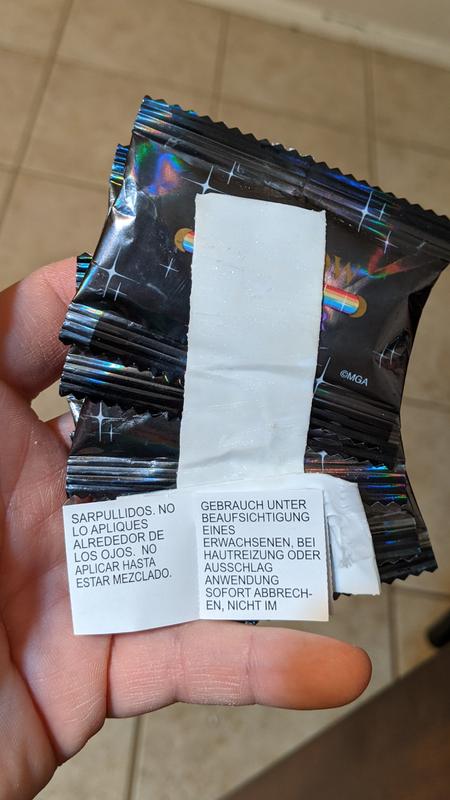 OW
©MGA
SARPULLIDOS. NO
LO APLIQUES
ALREDEDOR DE
LOS OJOS. NO
APLICAR HASTA
ESTAR MEZCLADO.
GEBRAUCH UNTER
BEAUFSICHTIGUNG
EINES
ERWACHSENEN, BEI
HAUTREIZUNG ODER
AUSSCHLAG
ANWENDUNG
SOFORT ABBRECH-
EN, NICHT IM